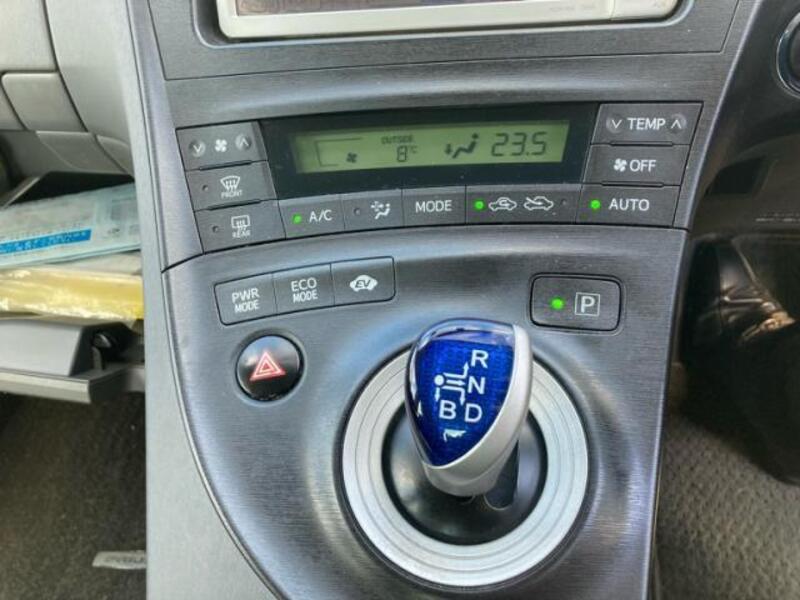 OUTSIDE
8°C
23.5
TEMP
OFF
FRONT
REAR
A/C
MODE
AUTO
PWR MODE
ECO MODE
EV
P
R
N
B D